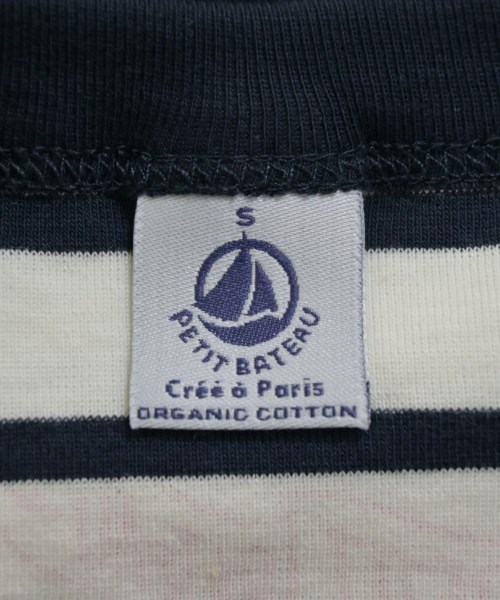 S
PETIT BATEAU
Créé à Paris
ORGANIC COTTON